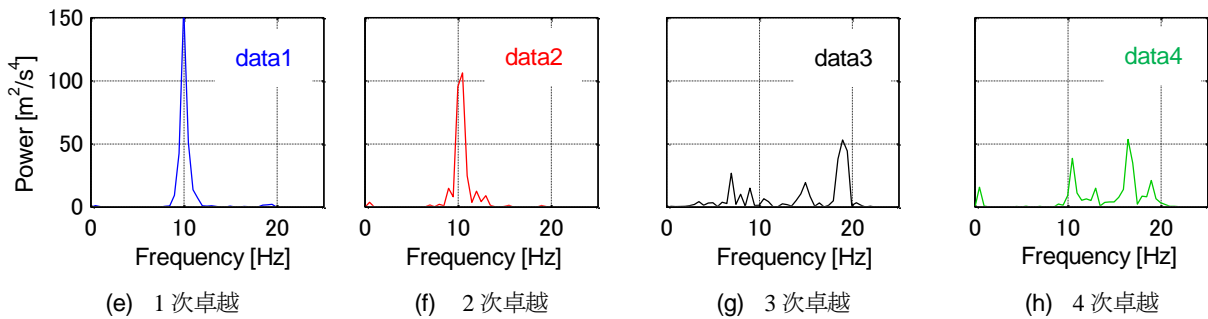 Power [m²/s⁴]
150
100
50
0
data1
0 10 20
Frequency [Hz]
(e) 1 次卓越
data2
0 10 20
Frequency [Hz]
(f) 2 次卓越
data3
0 10 20
Frequency [Hz]
(g) 3 次卓越
data4
0 10 20
Frequency [Hz]
(h) 4 次卓越